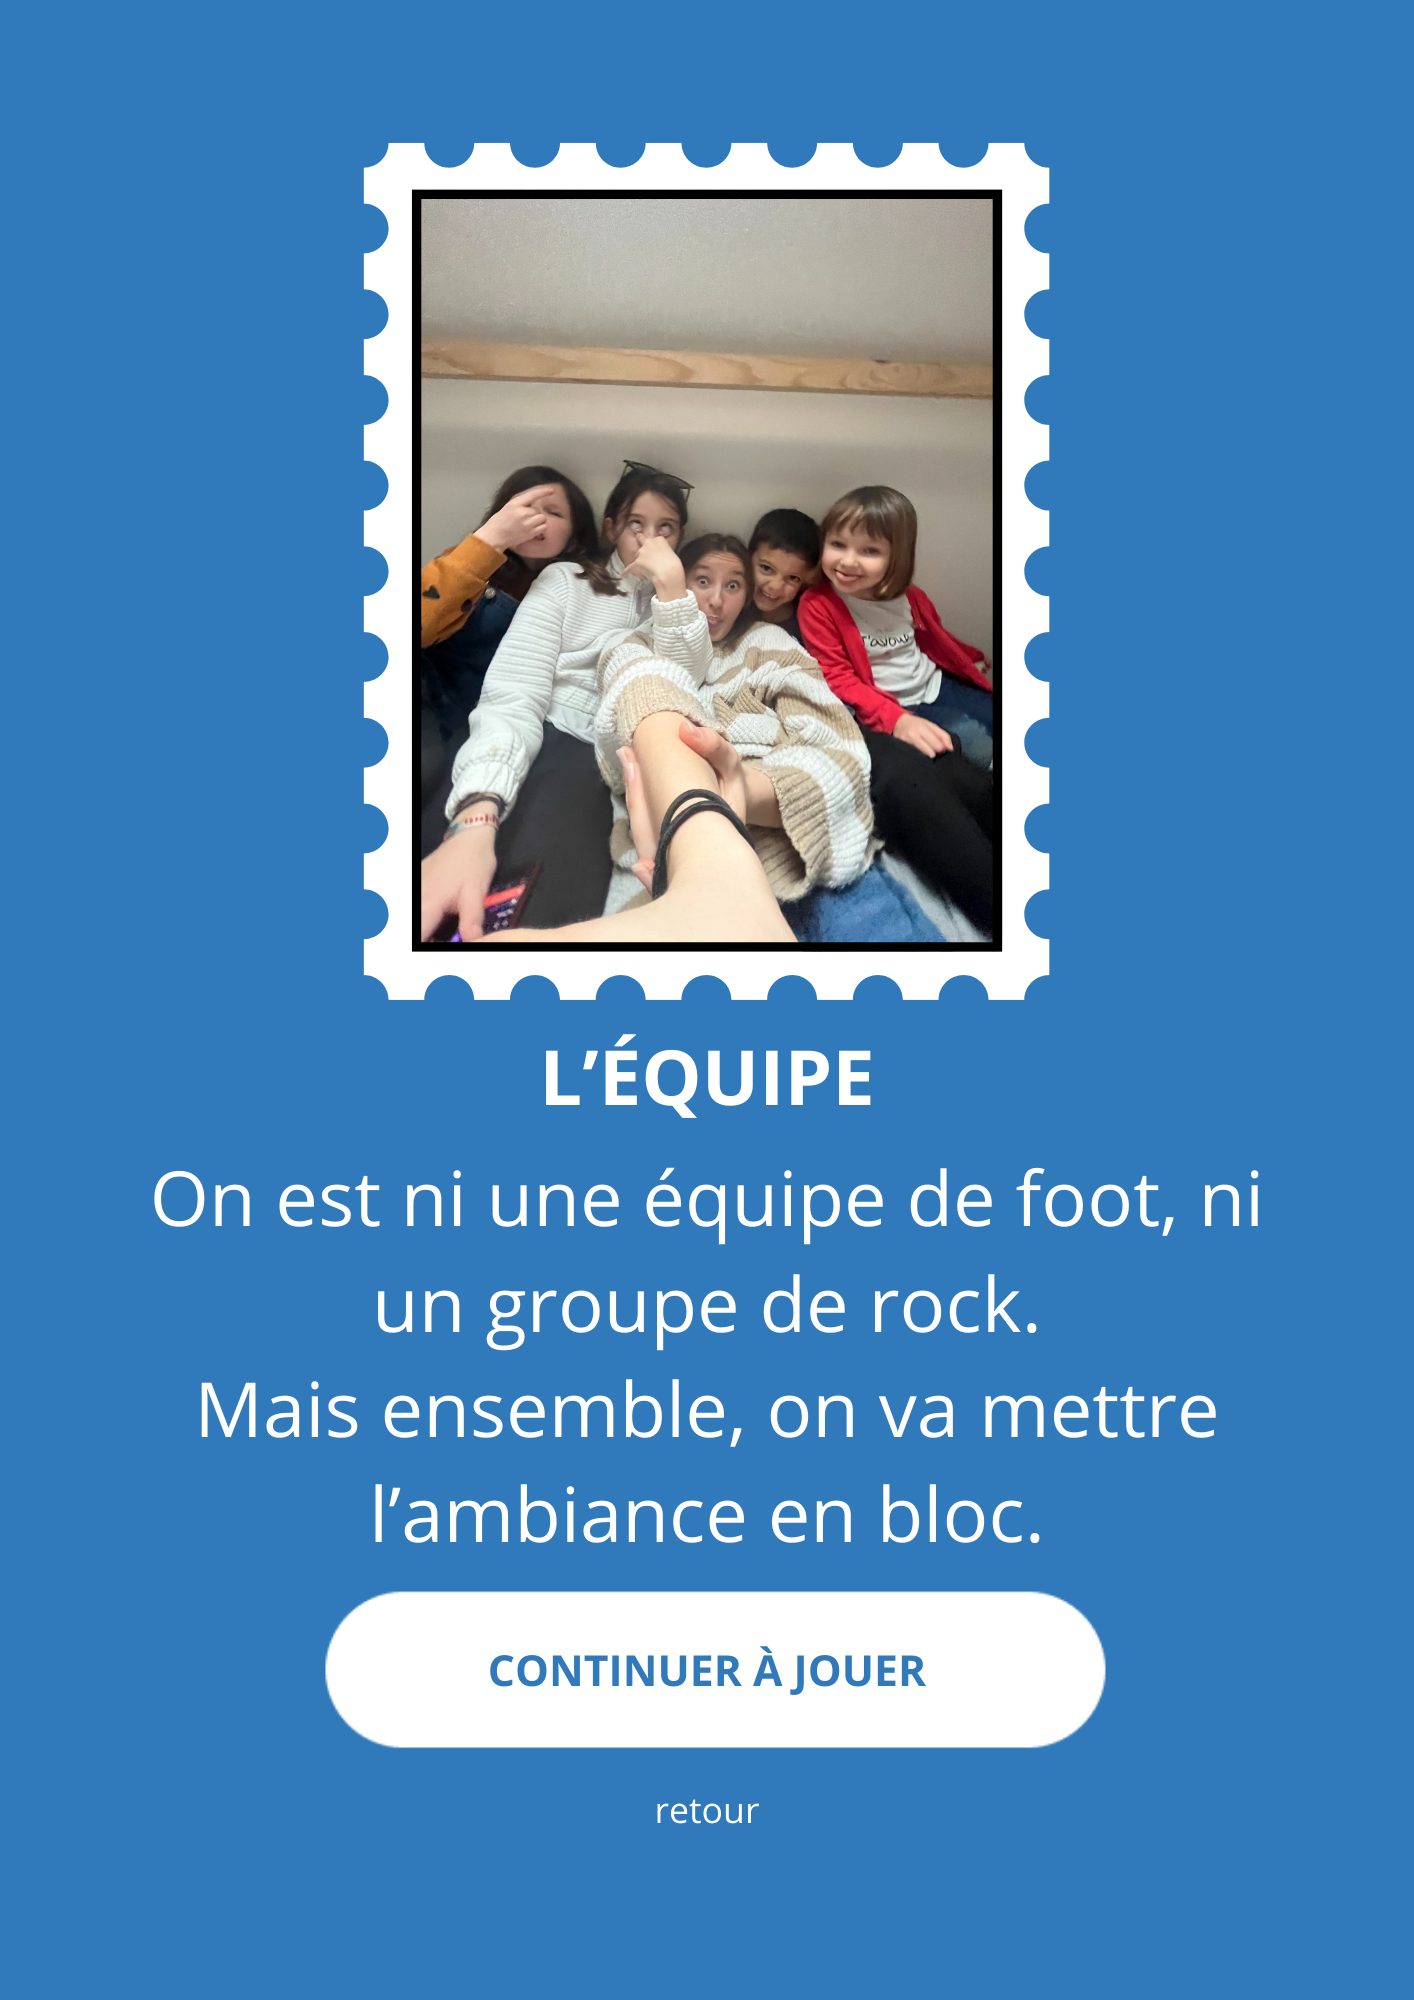 J'avoue
L’ÉQUIPE
On est ni une équipe de foot, ni
un groupe de rock.
Mais ensemble, on va mettre
l’ambiance en bloc.
CONTINUER À JOUER
retour